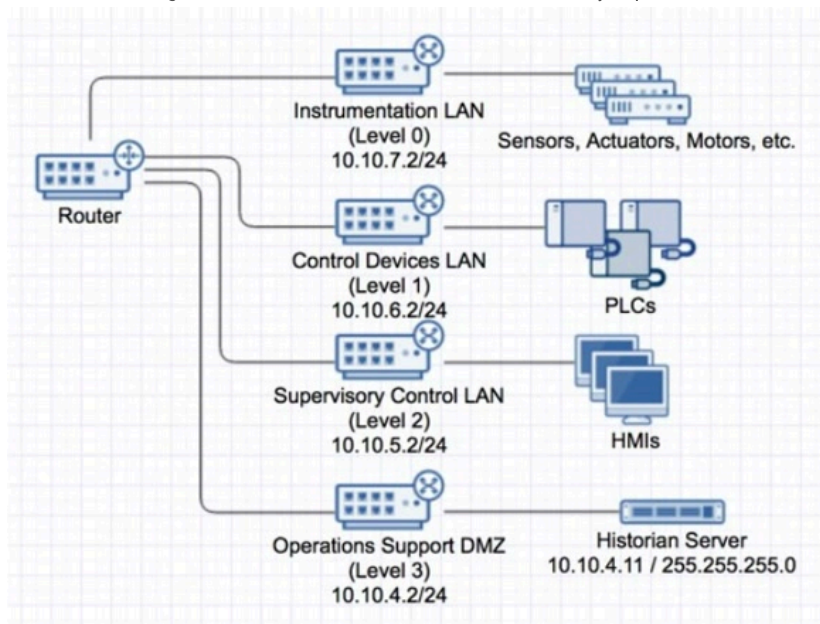 Instrumentation LAN
(Level 0)
10.10.7.2/24
Sensors, Actuators, Motors, etc.
Router
Control Devices LAN
(Level 1)
10.10.6.2/24
PLCs
Supervisory Control LAN
(Level 2)
10.10.5.2/24
HMIs
Operations Support DMZ
(Level 3)
10.10.4.2/24
Historian Server
10.10.4.11 / 255.255.255.0